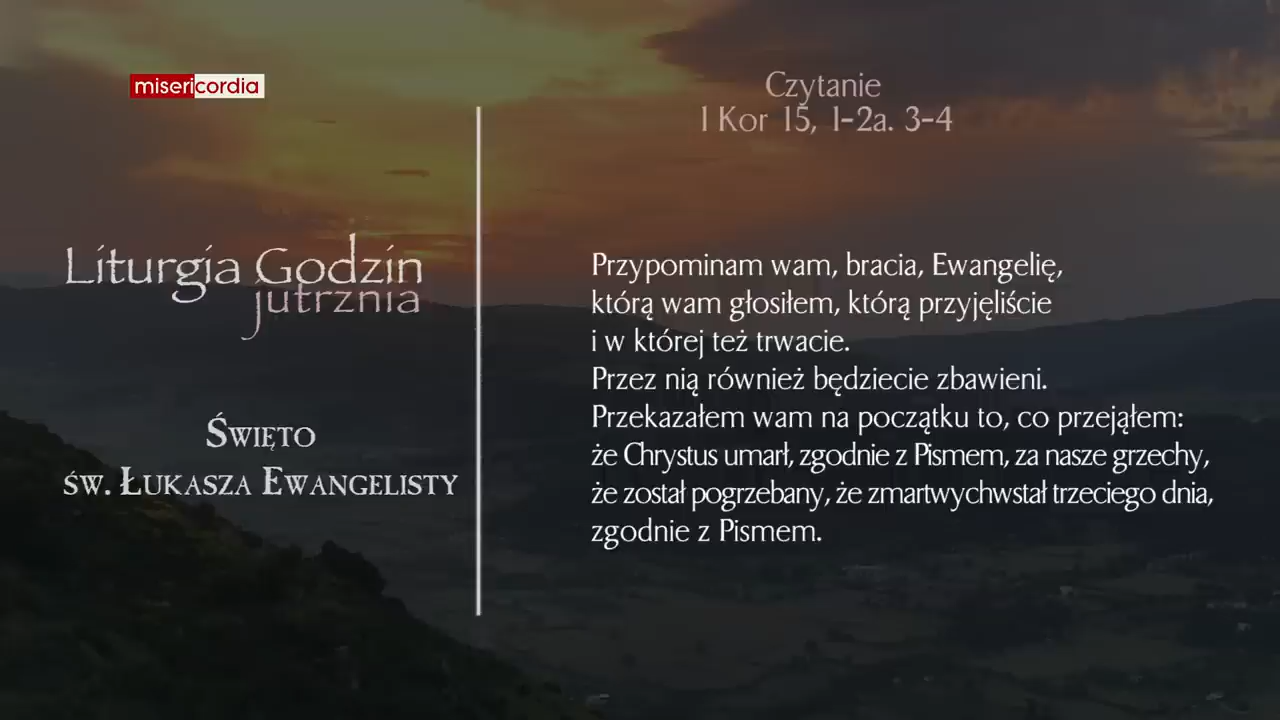 misericordia
Liturgia Godzin
jutrznia
Święto
św. Łukasza Ewangelisty
Czytanie
1 Kor 15, 1-2a. 3-4
Przypominam wam, bracia, Ewangelię,
którą wam głosiłem, którą przyjęliście
i w której też trwacie.
Przez nią również będziecie zbawieni.
Przekazałem wam na początku to, co przejąłem:
że Chrystus umarł, zgodnie z Pismem, za nasze grzechy,
że został pogrzebany, że zmartwychwstał trzeciego dnia,
zgodnie z Pismem.